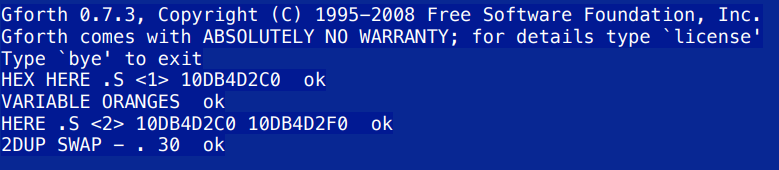 Gforth 0.7.3, Copyright (C) 1995-2008 Free Software Foundation, Inc.
Gforth comes with ABSOLUTELY NO WARRANTY; for details type `license'
Type `bye' to exit
HEX HERE .S <1> 10DB4D2C0  ok
VARIABLE ORANGES  ok
HERE .S <2> 10DB4D2C0 10DB4D2F0  ok
2DUP SWAP - . 30  ok